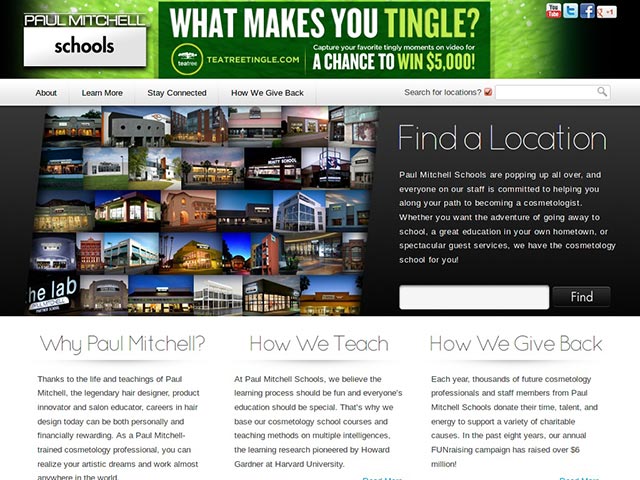 PAUL MITCHELL
schools
WHAT MAKES YOU TINGLE?
teatree
TEATREETINGLE.COM
Capture your favorite tingly moments on video for
A CHANCE TO WIN $5,000!
You Tube
+1
About
Learn More
Stay Connected
How We Give Back
Search for locations?
Find a Location
Paul Mitchell Schools are popping up all over, and
everyone on our staff is committed to helping you
along your path to becoming a cosmetologist.
Whether you want the adventure of going away to
school, a great education in your own hometown, or
spectacular guest services, we have the cosmetology
school for you!
Find
the lab
PAUL MITCHELL
PARTNER SCHOOL
Why Paul Mitchell?
Thanks to the life and teachings of Paul
Mitchell, the legendary hair designer, product
innovator and salon educator, careers in hair
design today can be both personally and
financially rewarding. As a Paul Mitchell-
trained cosmetology professional, you can
realize your artistic dreams and work almost
anywhere in the world.
How We Teach
At Paul Mitchell Schools, we believe the
learning process should be fun and everyone's
education should be special. That's why we
base our cosmetology school courses and
teaching methods on multiple intelligences,
the learning research pioneered by Howard
Gardner at Harvard University.
Read More
How We Give Back
Each year, thousands of future cosmetology
professionals and staff members from Paul
Mitchell Schools donate their time, talent, and
energy to support a variety of charitable
causes. In the past eight years, our annual
FUNraising campaign has raised over $6
million!
Read More